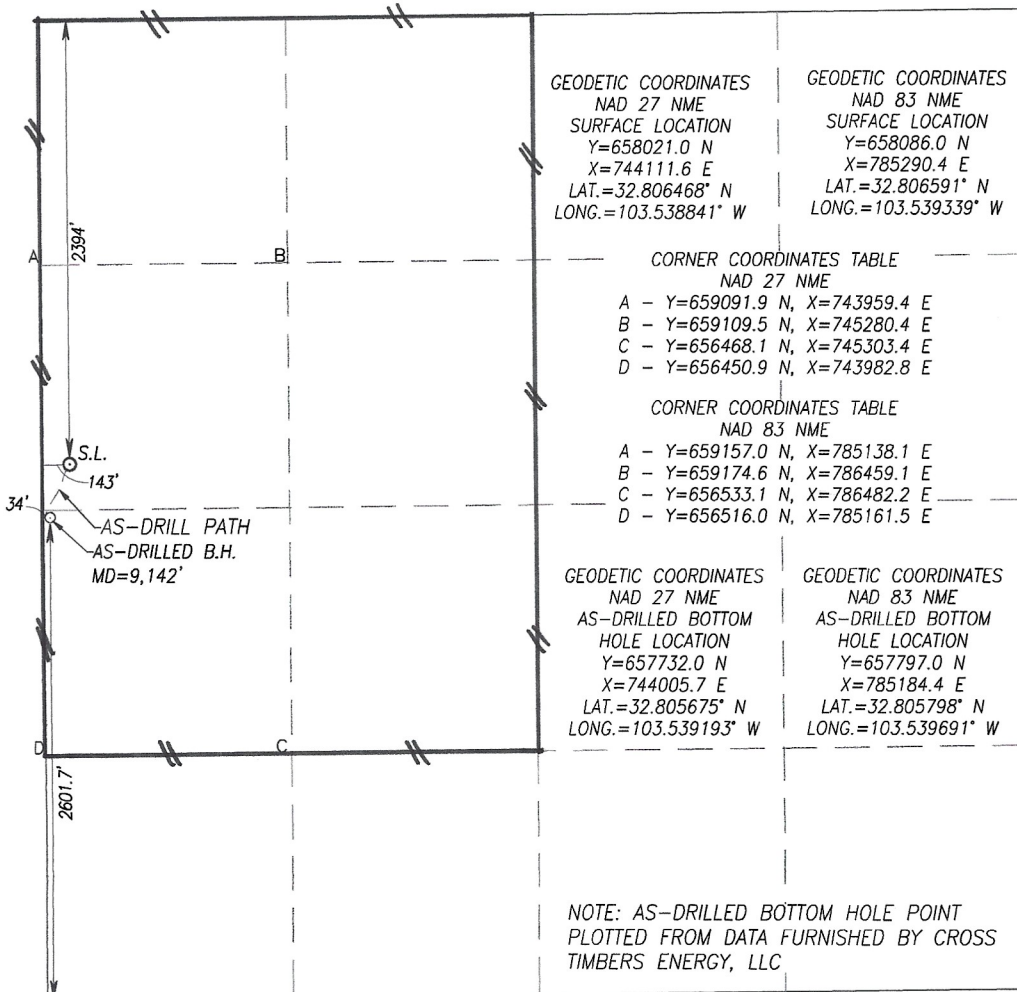 GEODETIC COORDINATES
NAD 27 NME
SURFACE LOCATION
Y=658021.0 N
X=744111.6 E
LAT.=32.806468° N
LONG.=103.538841° W
GEODETIC COORDINATES
NAD 83 NME
SURFACE LOCATION
Y=658086.0 N
X=785290.4 E
LAT.=32.806591° N
LONG.=103.539339° W
2394'
A
B
CORNER COORDINATES TABLE
NAD 27 NME
A - Y=659091.9 N, X=743959.4 E
B - Y=659109.5 N, X=745280.4 E
C - Y=656468.1 N, X=745303.4 E
D - Y=656450.9 N, X=743982.8 E
CORNER COORDINATES TABLE
NAD 83 NME
A - Y=659157.0 N, X=785138.1 E
B - Y=659174.6 N, X=786459.1 E
C - Y=656533.1 N, X=786482.2 E
D - Y=656516.0 N, X=785161.5 E
S.L.
143'
34'
AS-DRILL PATH
AS-DRILLED B.H.
MD=9,142'
GEODETIC COORDINATES
NAD 27 NME
AS-DRILLED BOTTOM
HOLE LOCATION
Y=657732.0 N
X=744005.7 E
LAT.=32.805675° N
LONG.=103.539193° W
GEODETIC COORDINATES
NAD 83 NME
AS-DRILLED BOTTOM
HOLE LOCATION
Y=657797.0 N
X=785184.4 E
LAT.=32.805798° N
LONG.=103.539691° W
D
C
2601.7'
NOTE: AS-DRILLED BOTTOM HOLE POINT
PLOTTED FROM DATA FURNISHED BY CROSS
TIMBERS ENERGY, LLC